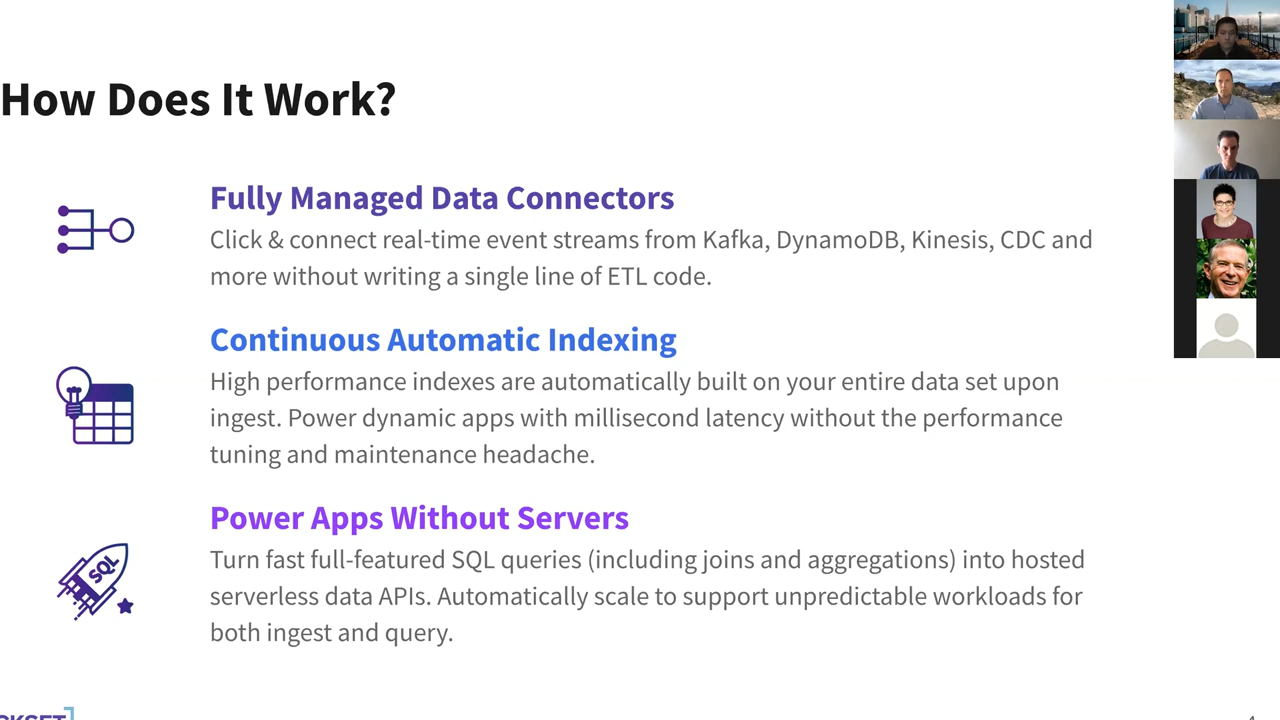 How Does It Work?
Fully Managed Data Connectors
Click & connect real-time event streams from Kafka, DynamoDB, Kinesis, CDC and
more without writing a single line of ETL code.
Continuous Automatic Indexing
High performance indexes are automatically built on your entire data set upon
ingest. Power dynamic apps with millisecond latency without the performance
tuning and maintenance headache.
Power Apps Without Servers
SQL
Turn fast full-featured SQL queries (including joins and aggregations) into hosted
serverless data APIs. Automatically scale to support unpredictable workloads for
both ingest and query.